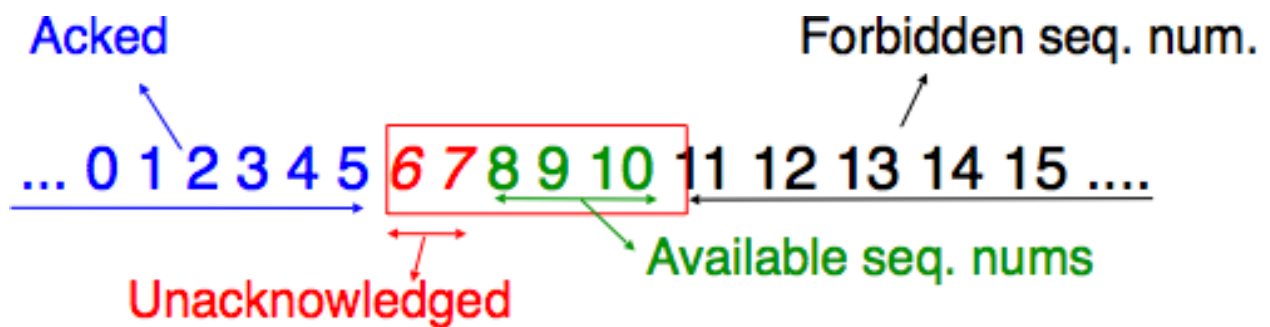 Acked
Forbidden seq. num.
... 0 1 2 3 4 5 6 7 8 9 10 11 12 13 14 15 ....
Available seq. nums
Unacknowledged